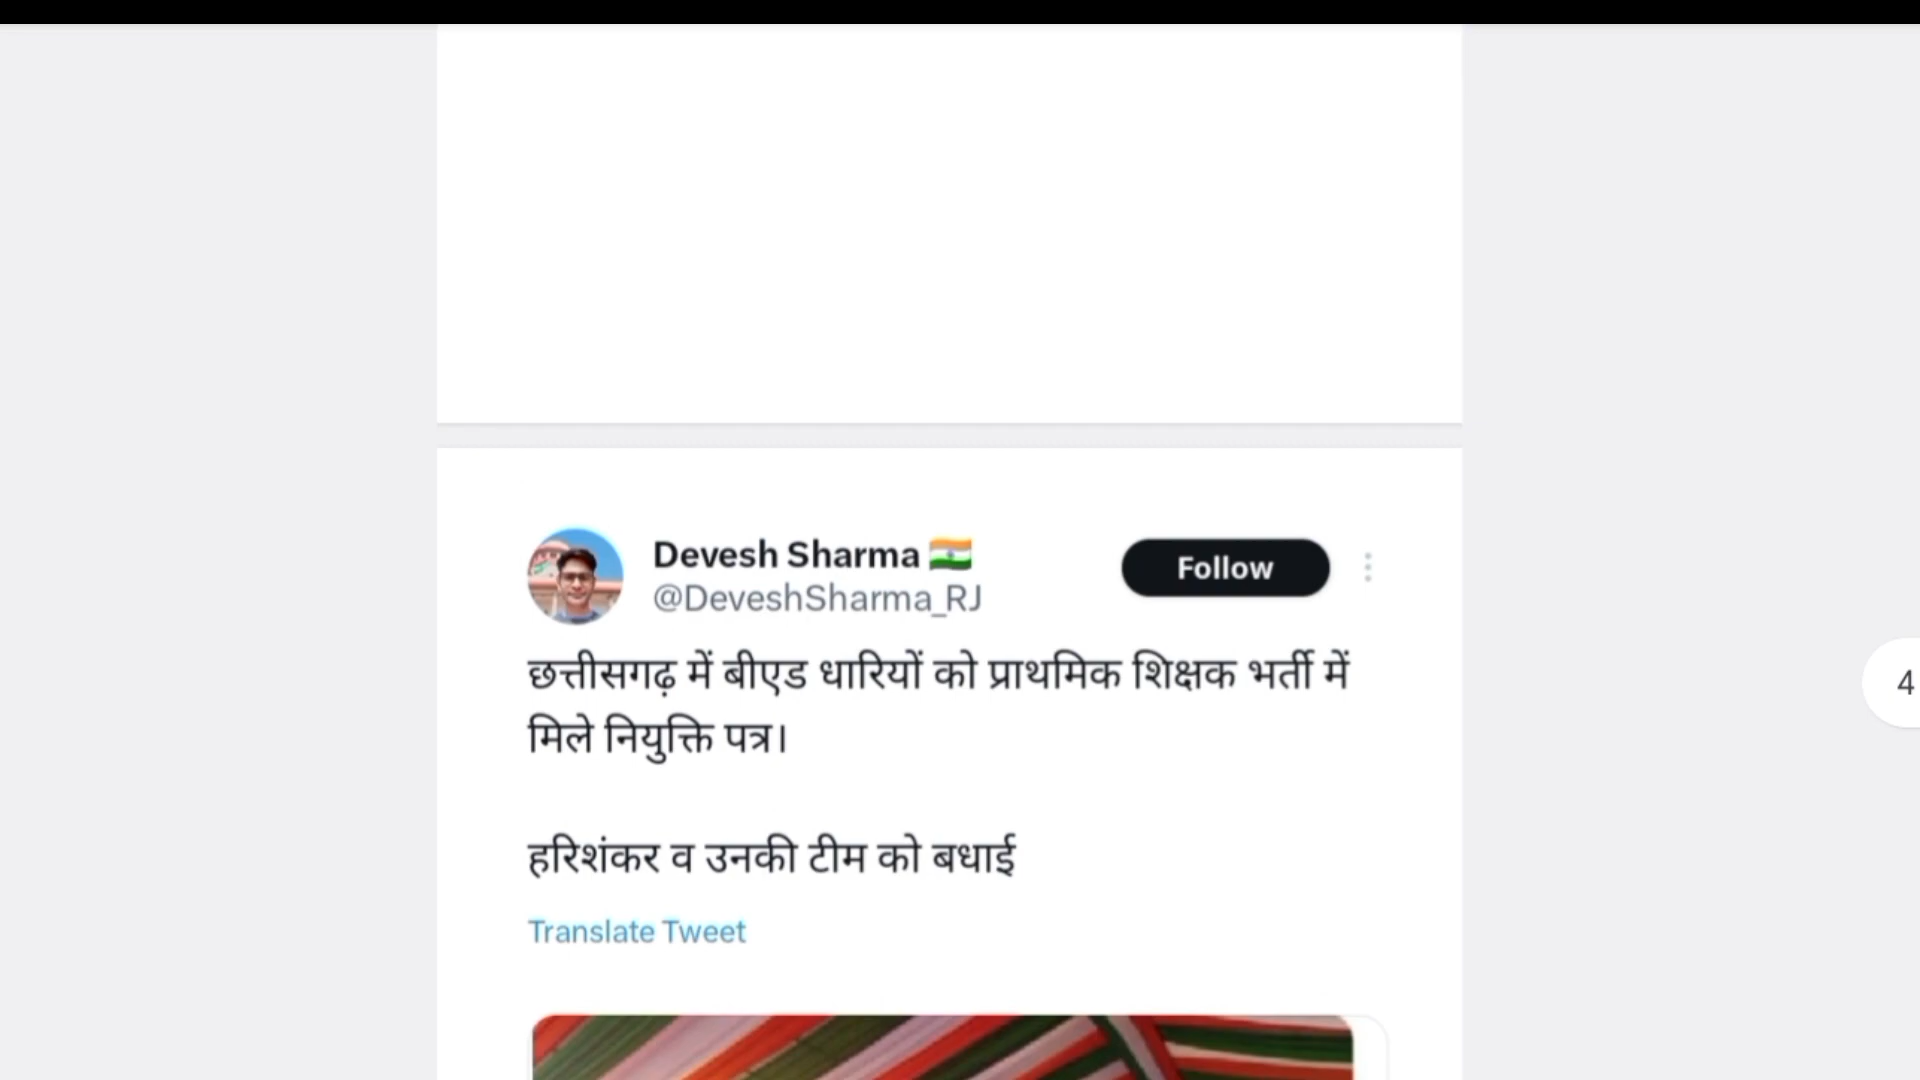 Devesh Sharma 🇮🇳
Follow
@DeveshSharma_RJ
छत्तीसगढ़ में बीएड धारियों को प्राथमिक शिक्षक भर्ती में
मिले नियुक्ति पत्र।
हरिशंकर व उनकी टीम को बधाई
Translate Tweet
4